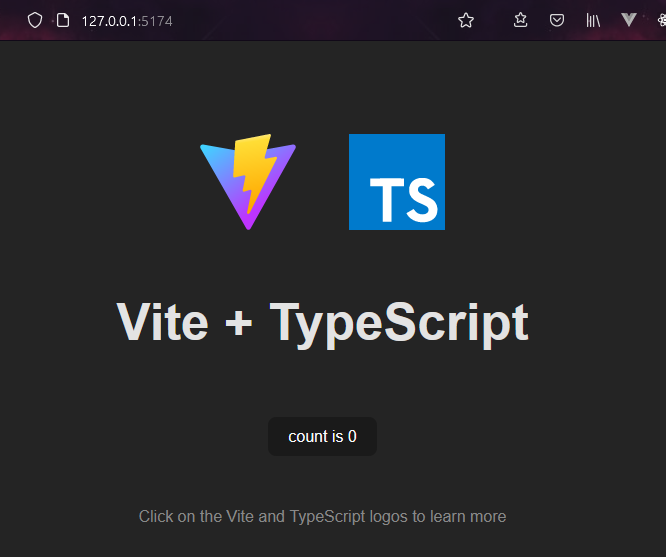 127.0.0.1:5174
TS
Vite + TypeScript
count is 0
Click on the Vite and TypeScript logos to learn more